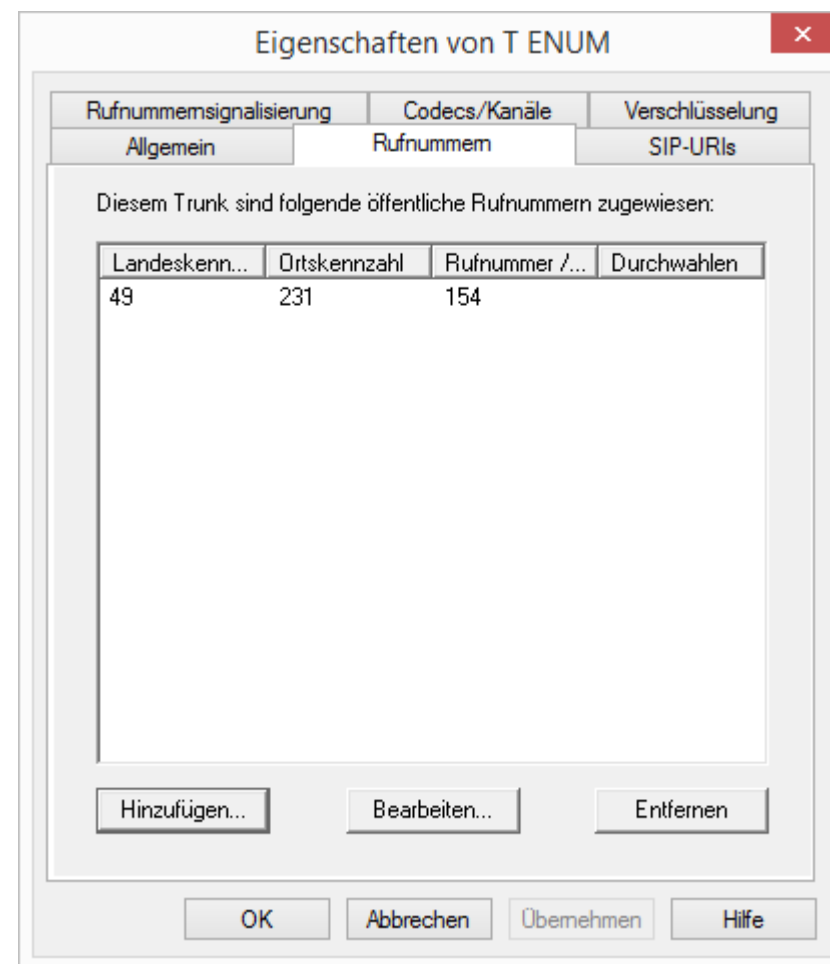 Eigenschaften von T ENUM
Rufnummernsignalisierung Codecs/Kanäle Verschlüsselung
Allgemein Rufnummern SIP-URIs
Diesem Trunk sind folgende öffentliche Rufnummern zugewiesen:
Landeskenn... Ortskennzahl Rufnummer /... Durchwahlen
49 231 154
Hinzufügen... Bearbeiten... Entfernen
OK Abbrechen Übernehmen Hilfe